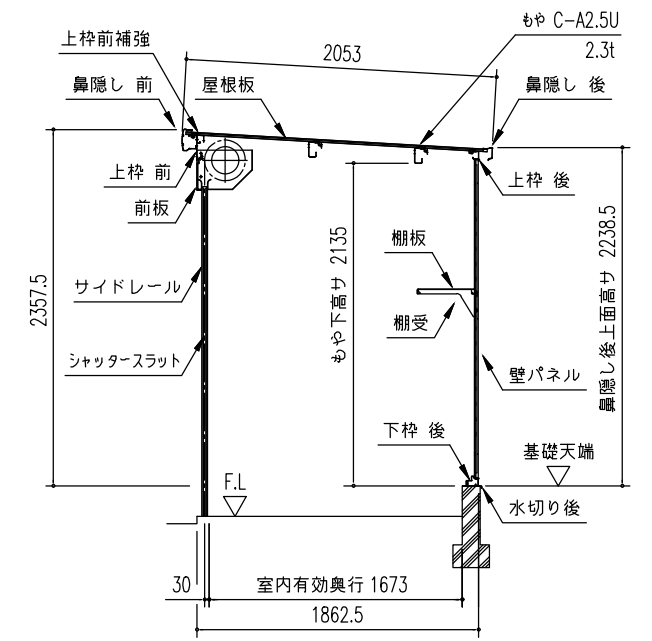 もや C-A2.5U
2.3t
上枠前補強
2053
鼻隠し 前
屋根板
鼻隠し 後
上枠 前
前板
上枠 後
2357.5
サイドレール
シャッタースラット
もや下高サ 2135
棚板
棚受
鼻隠し後上面高サ 2238.5
壁パネル
下枠 後
基礎天端
F.L
水切り後
30
室内有効奥行 1673
1862.5